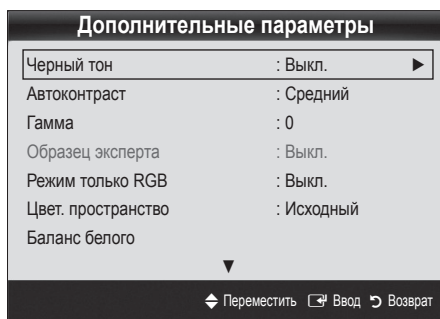 Дополнительные параметры
Черный тон : Выкл. ►
Автоконтраст : Средний
Гамма : 0
Образец эксперта : Выкл.
Режим только RGB : Выкл.
Цвет. пространство : Исходный
Баланс белого
▼
Переместить Ввод Возврат